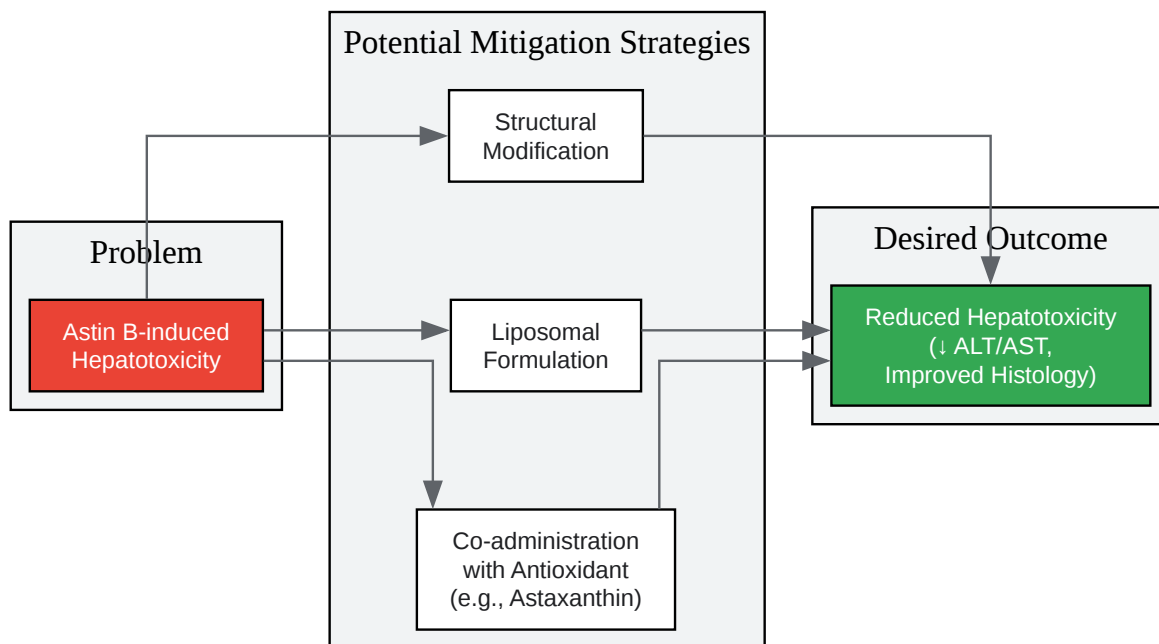 Potential Mitigation Strategies
Structural
Modification
Problem
Astin B-induced
Hepatotoxicity
Liposomal
Formulation
Co-administration
with Antioxidant
(e.g., Astaxanthin)
Desired Outcome
Reduced Hepatotoxicity
(↓ ALT/AST,
Improved Histology)